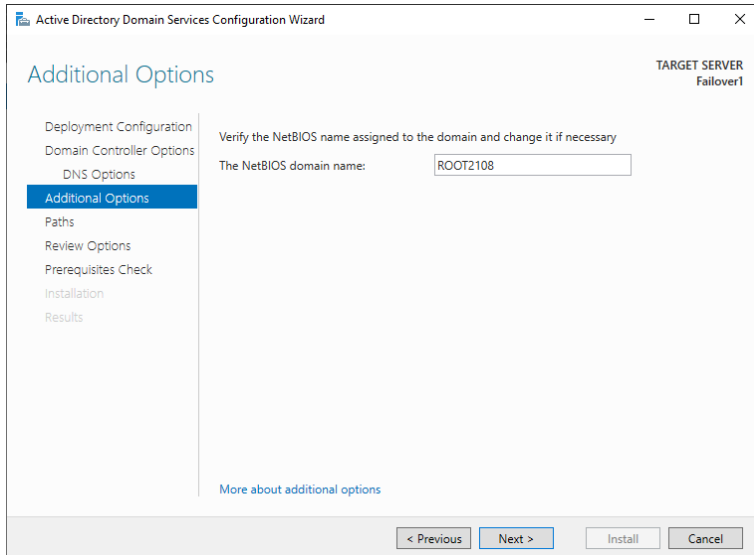 Active Directory Domain Services Configuration Wizard
Additional Options
TARGET SERVER
Failover1
Deployment Configuration
Domain Controller Options
DNS Options
Additional Options
Paths
Review Options
Prerequisites Check
Installation
Results
Verify the NetBIOS name assigned to the domain and change it if necessary
The NetBIOS domain name: ROOT2108
More about additional options
< Previous Next > Install Cancel